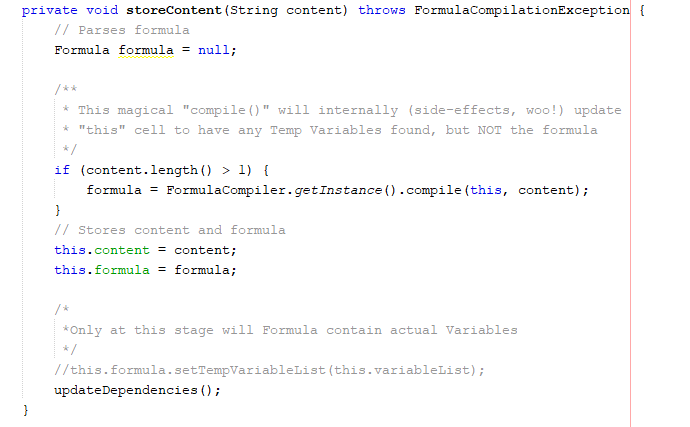 private void storeContent(String content) throws FormulaCompilationException {
// Parses formula
Formula formula = null;
/**
* This magical "compile()" will internally (side-effects, woo!) update
* "this" cell to have any Temp Variables found, but NOT the formula
*/
if (content.length() > 1) {
formula = FormulaCompiler.getInstance().compile(this, content);
}
// Stores content and formula
this.content = content;
this.formula = formula;
/*
*Only at this stage will Formula contain actual Variables
*/
//this.formula.setTempVariableList(this.variableList);
updateDependencies();
}